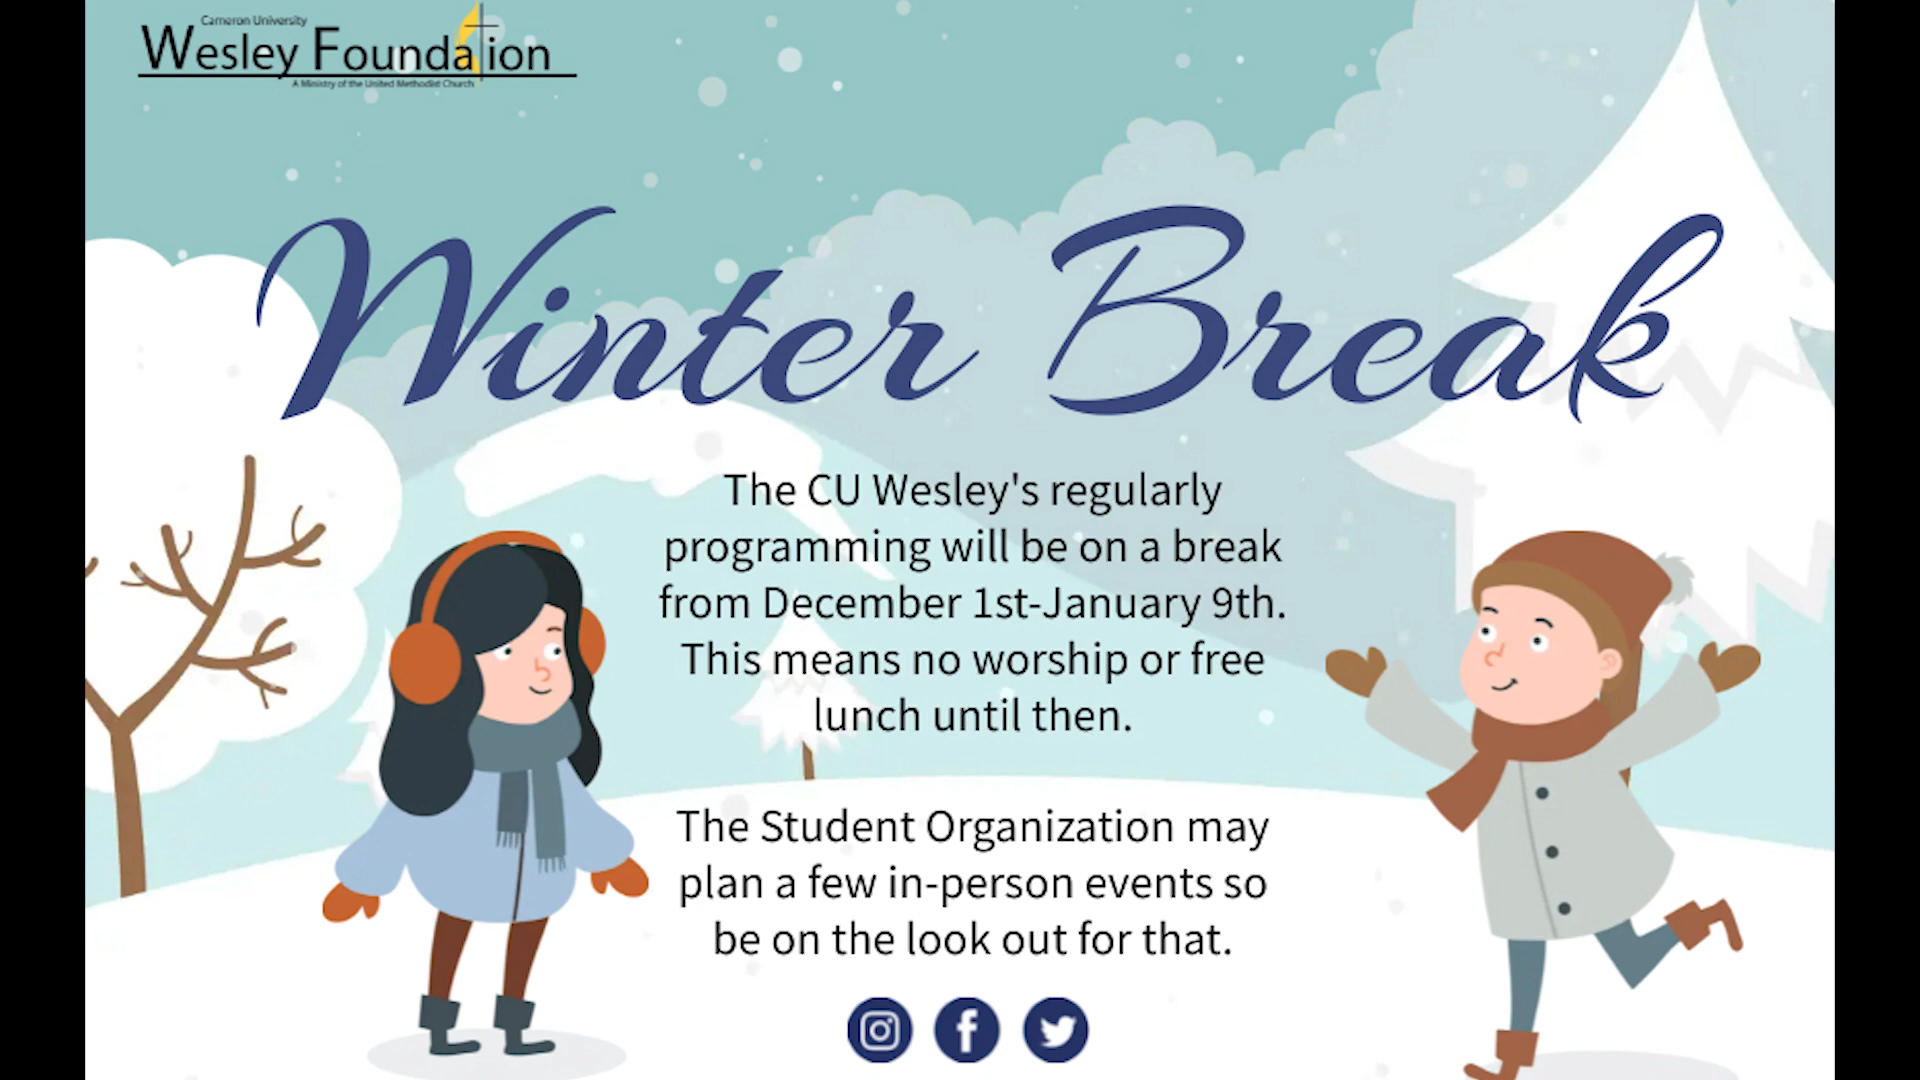 Cameron University
Wesley Foundation
A Ministry of the United Methodist Church
Winter Break
The CU Wesley's regularly
programming will be on a break
from December 1st-January 9th.
This means no worship or free
lunch until then.
The Student Organization may
plan a few in-person events so
be on the look out for that.